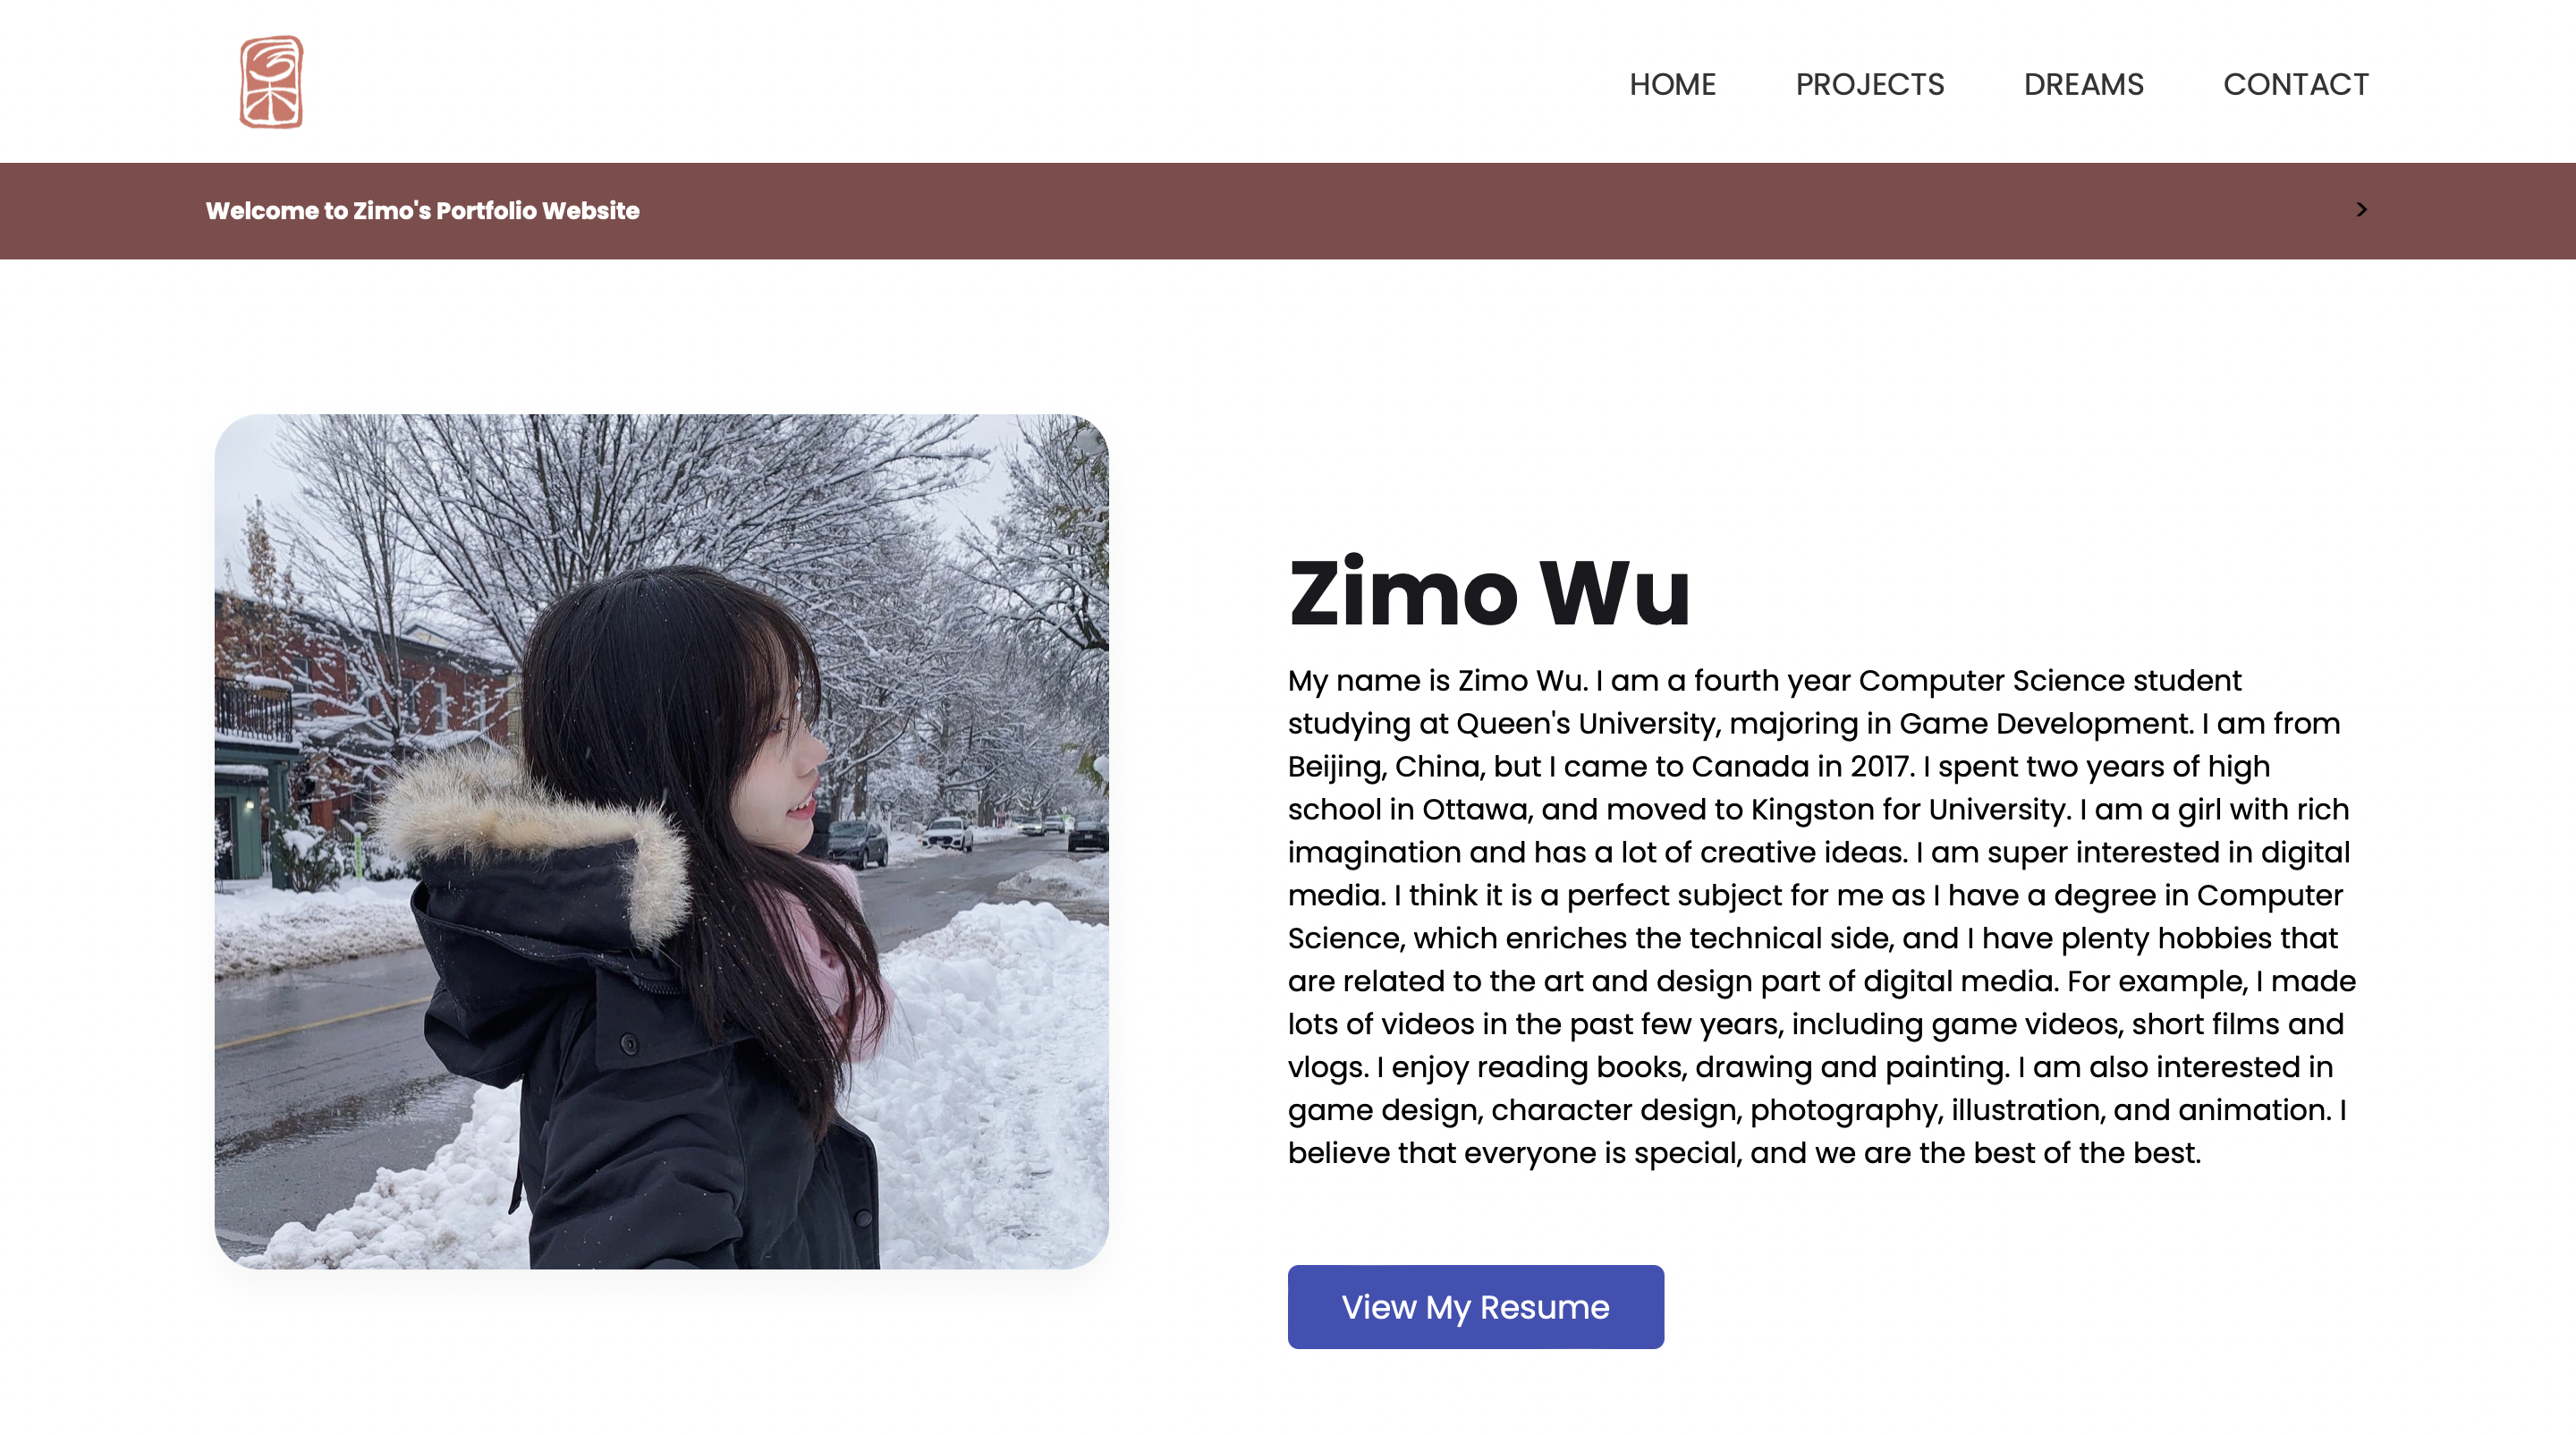 HOME PROJECTS DREAMS CONTACT
Welcome to Zimo's Portfolio Website >
Zimo Wu
My name is Zimo Wu. I am a fourth year Computer Science student
studying at Queen's University, majoring in Game Development. I am from
Beijing, China, but I came to Canada in 2017. I spent two years of high
school in Ottawa, and moved to Kingston for University. I am a girl with rich
imagination and has a lot of creative ideas. I am super interested in digital
media. I think it is a perfect subject for me as I have a degree in Computer
Science, which enriches the technical side, and I have plenty hobbies that
are related to the art and design part of digital media. For example, I made
lots of videos in the past few years, including game videos, short films and
vlogs. I enjoy reading books, drawing and painting. I am also interested in
game design, character design, photography, illustration, and animation. I
believe that everyone is special, and we are the best of the best.
View My Resume